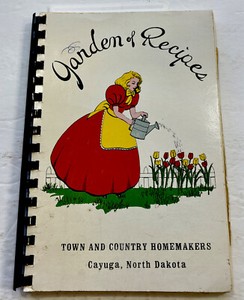 Garden of Recipes
TOWN AND COUNTRY HOMEMAKERS
Cayuga, North Dakota